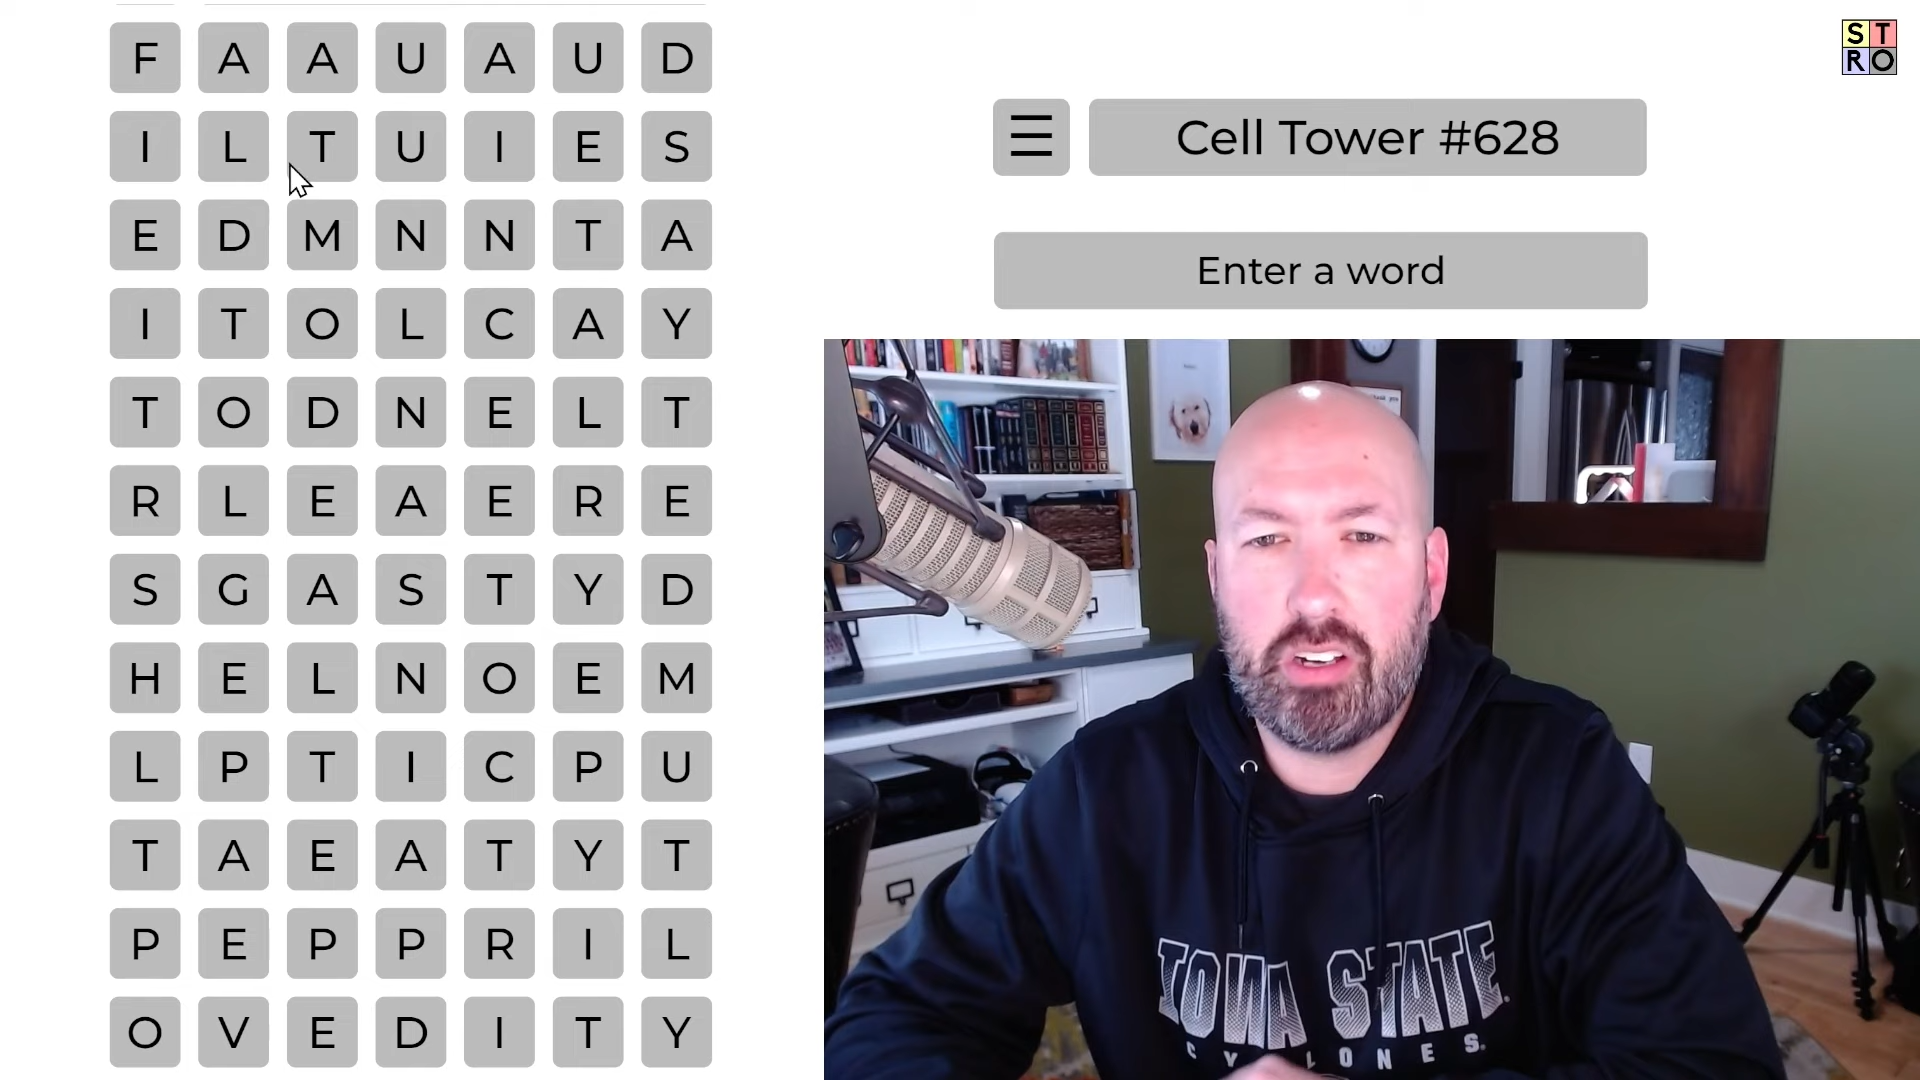 F A A U A U D
I L T U I E S
E D M N N T A
I T O L C A Y
T O D N E L T
R L E A E R E
S G A S T Y D
H E L N O E M
L P T I C P U
T A E A T Y T
P E P P R I L
O V E D I T Y
S T
R O
Cell Tower #628
Enter a word
IOWA STATE
CYCLONES.